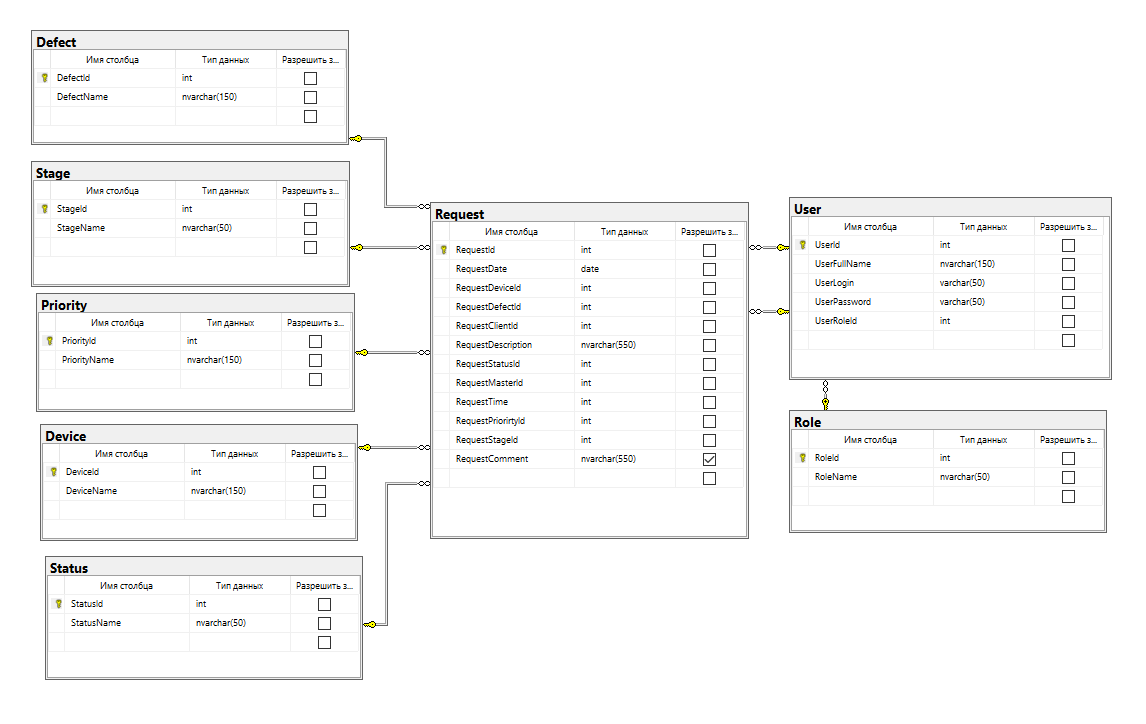 Defect
Имя столбца Тип данных Разрешить з...
DefectId int
DefectName nvarchar(150)
Stage
Имя столбца Тип данных Разрешить з...
StageId int
StageName nvarchar(50)
Priority
Имя столбца Тип данных Разрешить з...
PriorityId int
PriorityName nvarchar(150)
Device
Имя столбца Тип данных Разрешить з...
DeviceId int
DeviceName nvarchar(150)
Status
Имя столбца Тип данных Разрешить з...
StatusId int
StatusName nvarchar(50)
Request
Имя столбца Тип данных Разрешить з...
RequestId int
RequestDate date
RequestDeviceId int
RequestDefectId int
RequestClientId int
RequestDescription nvarchar(550)
RequestStatusId int
RequestMasterId int
RequestTime int
RequestPriorirtyId int
RequestStageId int
RequestComment nvarchar(550)
User
Имя столбца Тип данных Разрешить з...
UserId int
UserFullName nvarchar(150)
UserLogin varchar(50)
UserPassword varchar(50)
UserRoleId int
Role
Имя столбца Тип данных Разрешить з...
RoleId int
RoleName nvarchar(50)